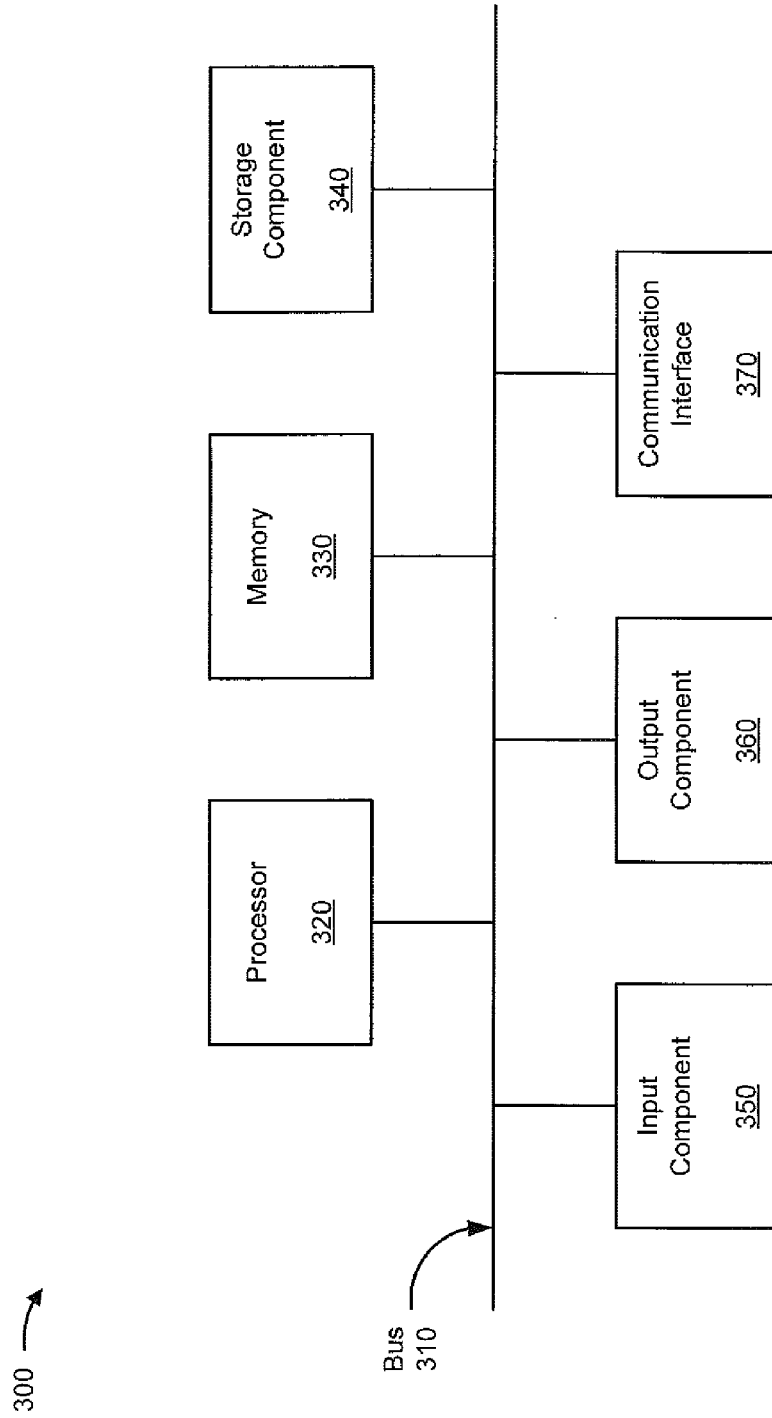 300
Processor
320
Memory
330
Storage
Component
340
Bus
310
Input
Component
350
Output
Component
360
Communication
Interface
370